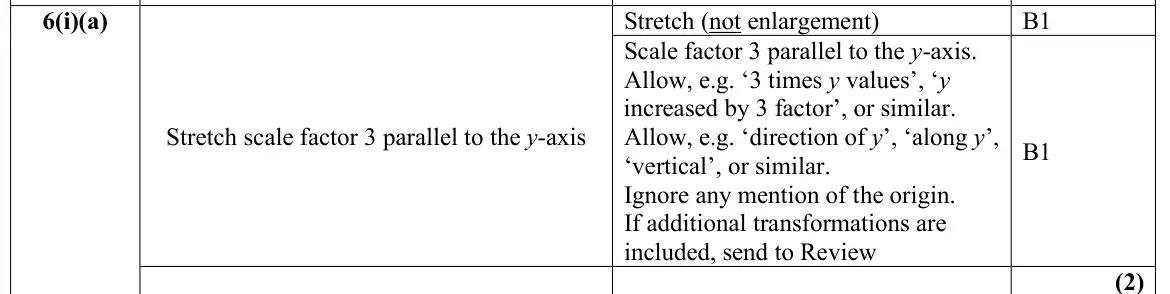 6(i)(a)
Stretch scale factor 3 parallel to the y-axis
Stretch (not enlargement)
B1
Scale factor 3 parallel to the y-axis.
Allow, e.g. ‘3 times y values’, ‘y
increased by 3 factor’, or similar.
Allow, e.g. ‘direction of y’, ‘along y’,
‘vertical’, or similar.
Ignore any mention of the origin.
If additional transformations are
included, send to Review
B1
(2)